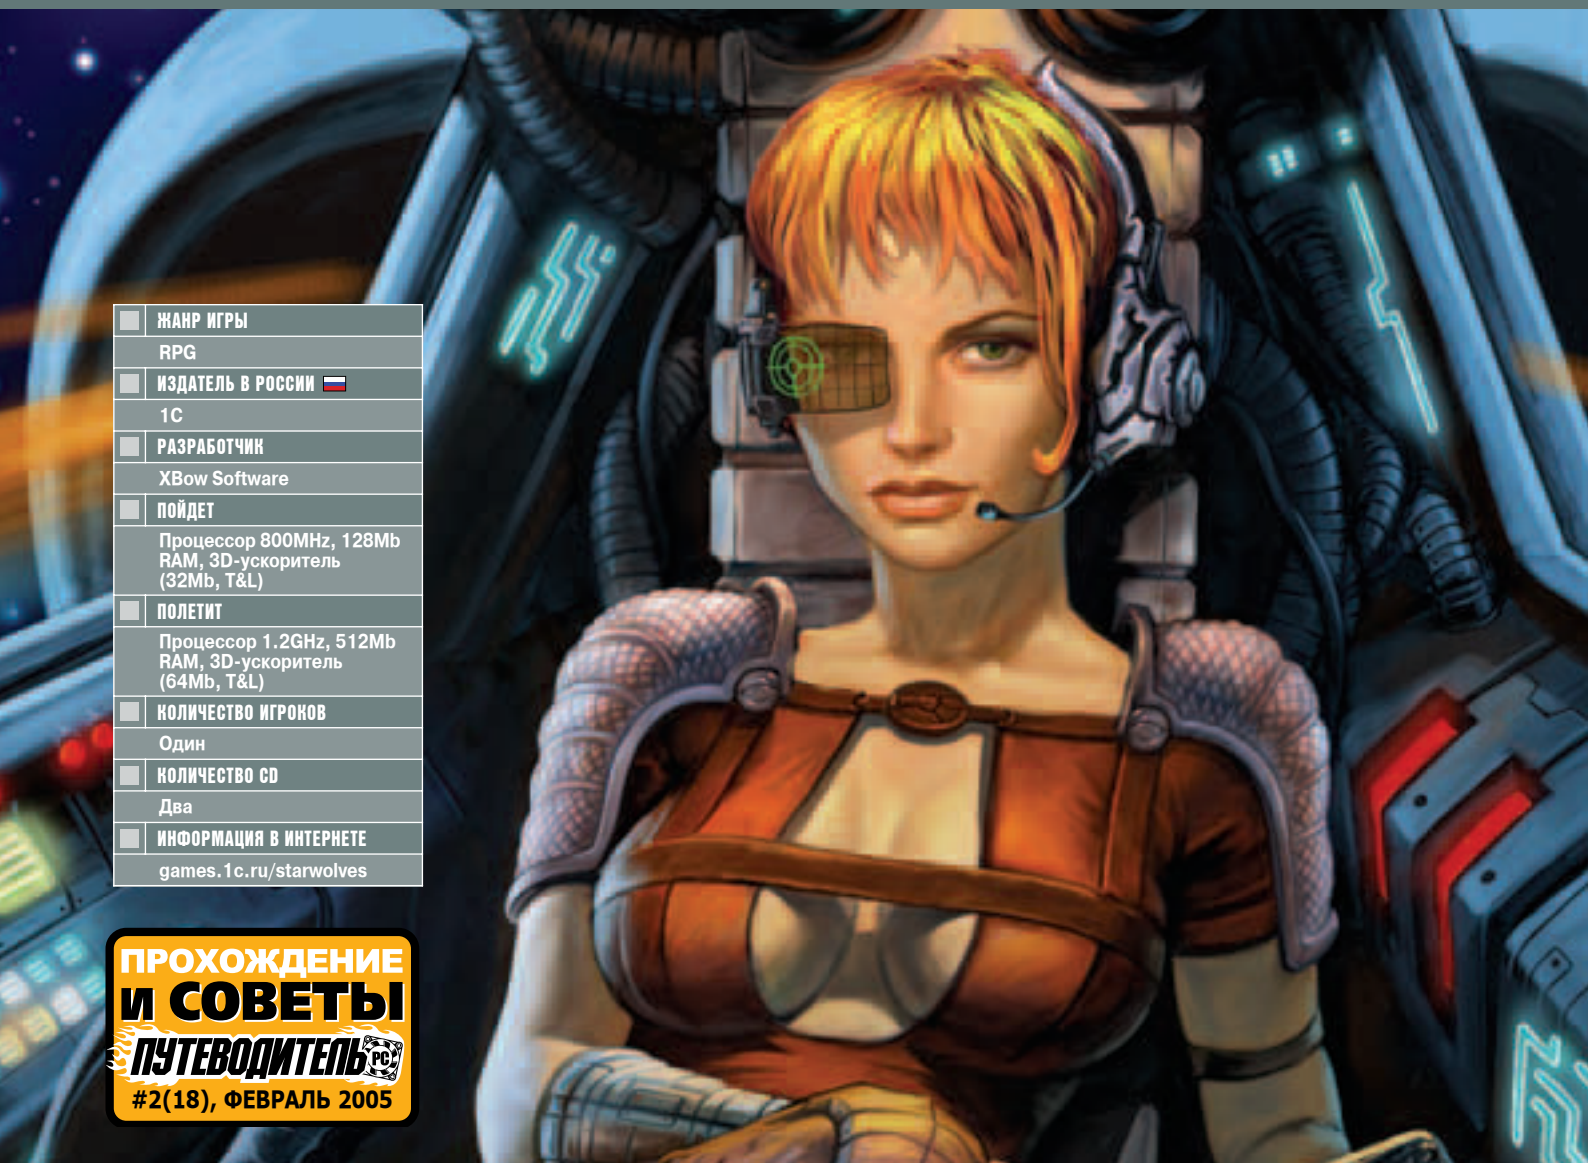 ЖАНР ИГРЫ
RPG
ИЗДАТЕЛЬ В РОССИИ
1C
РАЗРАБОТЧИК
XBow Software
ПОЙДЕТ
Процессор 800MHz, 128Mb
RAM, 3D-ускоритель
(32Mb, T&L)
ПОЛЕТИТ
Процессор 1.2GHz, 512Mb
RAM, 3D-ускоритель
(64Mb, T&L)
КОЛИЧЕСТВО ИГРОКОВ
Один
КОЛИЧЕСТВО CD
Два
ИНФОРМАЦИЯ В ИНТЕРНЕТЕ
games.1c.ru/starwolves
ПРОХОЖДЕНИЕ
и СОВЕТЫ
ПУТЕВОДИТЕЛЬ PC
#2(18), ФЕВРАЛЬ 2005